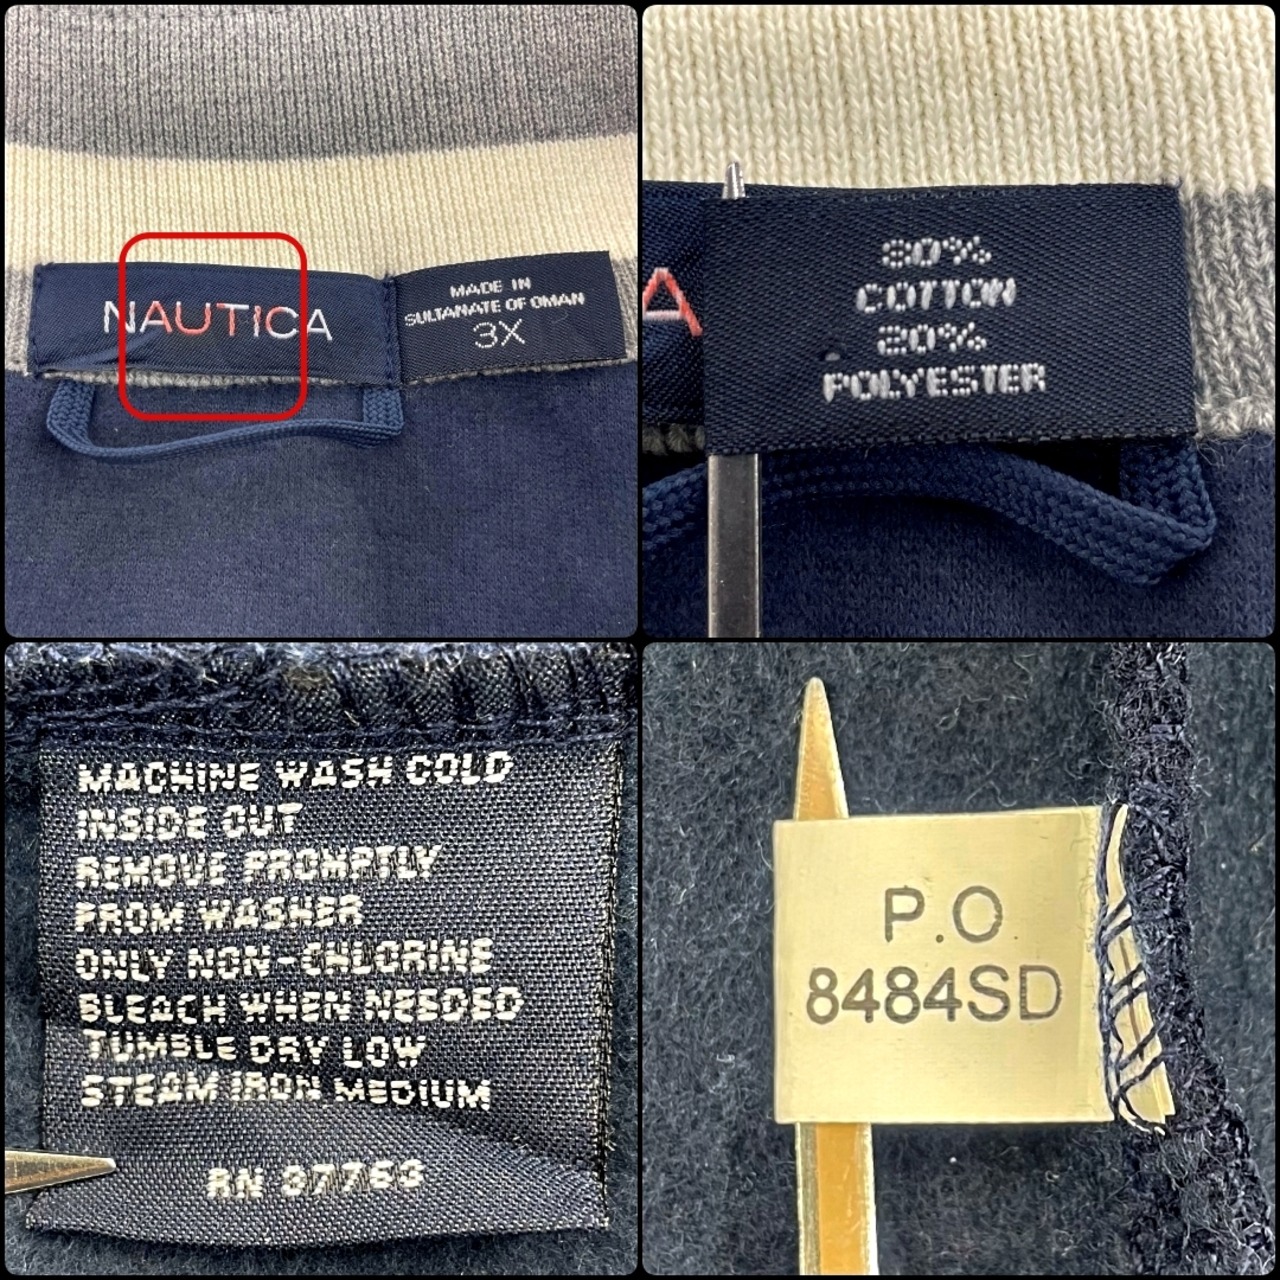 NAUTICA
MADE IN
SULTANATE OF OMAN
3X
A
80%
COTTON
20%
POLYESTER
MACHINE WASH COLD
INSIDE OUT
REMOVE PROMPTLY
FROM WASHER
ONLY NON-CHLORINE
BLEACH WHEN NEEDED
TUMBLE DRY LOW
STEAM IRON MEDIUM
RN
P.O
8484SD